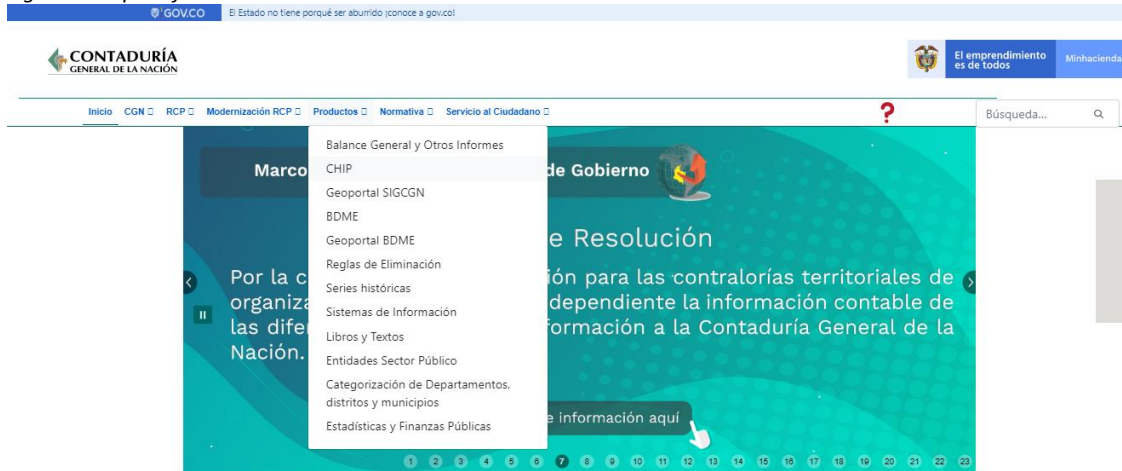 GOV.CO
El Estado no tiene porqué ser aburrido ¡conoce a gov.co!
CONTADURÍA
GENERAL DE LA NACIÓN
El emprendimiento
es de todos
Minhacienda
Inicio CGN RCP Modernización RCP Productos Normativa Servicio al Ciudadano
?
Búsqueda...
Balance General y Otros Informes
CHIP
Geoportal SIGCGN
BDME
Geoportal BDME
Reglas de Eliminación
Series históricas
Sistemas de Información
Libros y Textos
Entidades Sector Público
Categorización de Departamentos,
distritos y municipios
Estadísticas y Finanzas Públicas
Marco de Gobierno
e Resolución
Por la c ión para las contralorías territoriales de
organiza dependiente la información contable de
las difer formación a la Contaduría General de la
Nación.
e información aquí
1 2 3 4 5 6 7 8 9 10 11 12 13 14 15 16 17 18 19 20 21 22 23